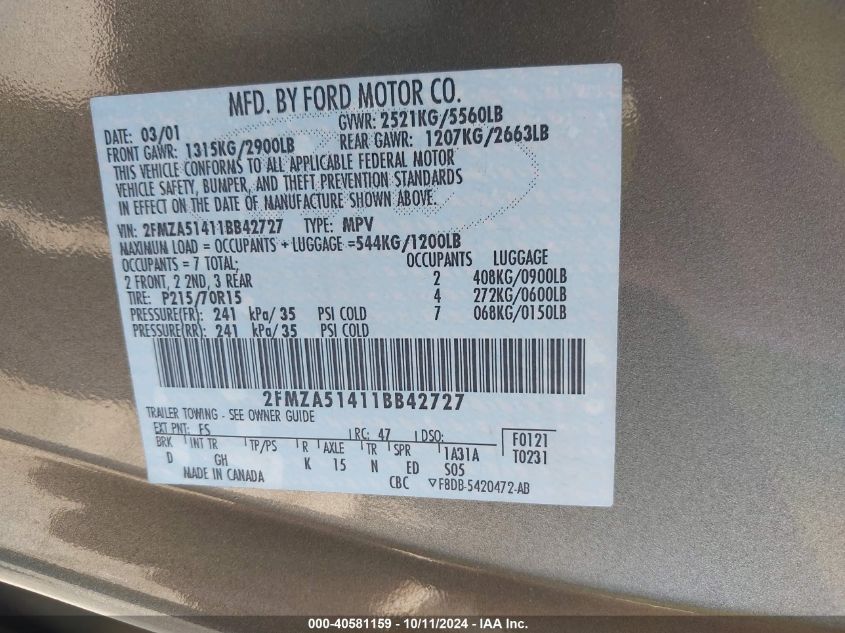 MFD. BY FORD MOTOR CO.
DATE: 03/01 GVWR: 2521KG/5560LB
FRONT GAWR: 1315KG/2900LB REAR GAWR: 1207KG/2663LB
THIS VEHICLE CONFORMS TO ALL APPLICABLE FEDERAL MOTOR
VEHICLE SAFETY, BUMPER, AND THEFT PREVENTION STANDARDS
IN EFFECT ON THE DATE OF MANUFACTURE SHOWN ABOVE.
VIN: 2FMZA51411BB42727 TYPE: MPV
MAXIMUM LOAD = OCCUPANTS + LUGGAGE =544KG/1200LB
OCCUPANTS = 7 TOTAL; OCCUPANTS LUGGAGE
2 FRONT, 2 2ND, 3 REAR 2 408KG/0900LB
TIRE: P215/70R15 4 272KG/0600LB
PRESSURE(FR): 241 kPa/35 PSI COLD 7 068KG/0150LB
PRESSURE(RR): 241 kPa/35 PSI COLD
2FMZA51411BB42727
TRAILER TOWING - SEE OWNER GUIDE
EXT PNT: FS RC: 47 DSO: F0121
BRK INT TR TP/PS R AXLE TR SPR 1A31A T0231
D GH K 15 N ED S05
MADE IN CANADA CBC F8DB-5420472-AB
000-40581159 - 10/11/2024 - IAA Inc.